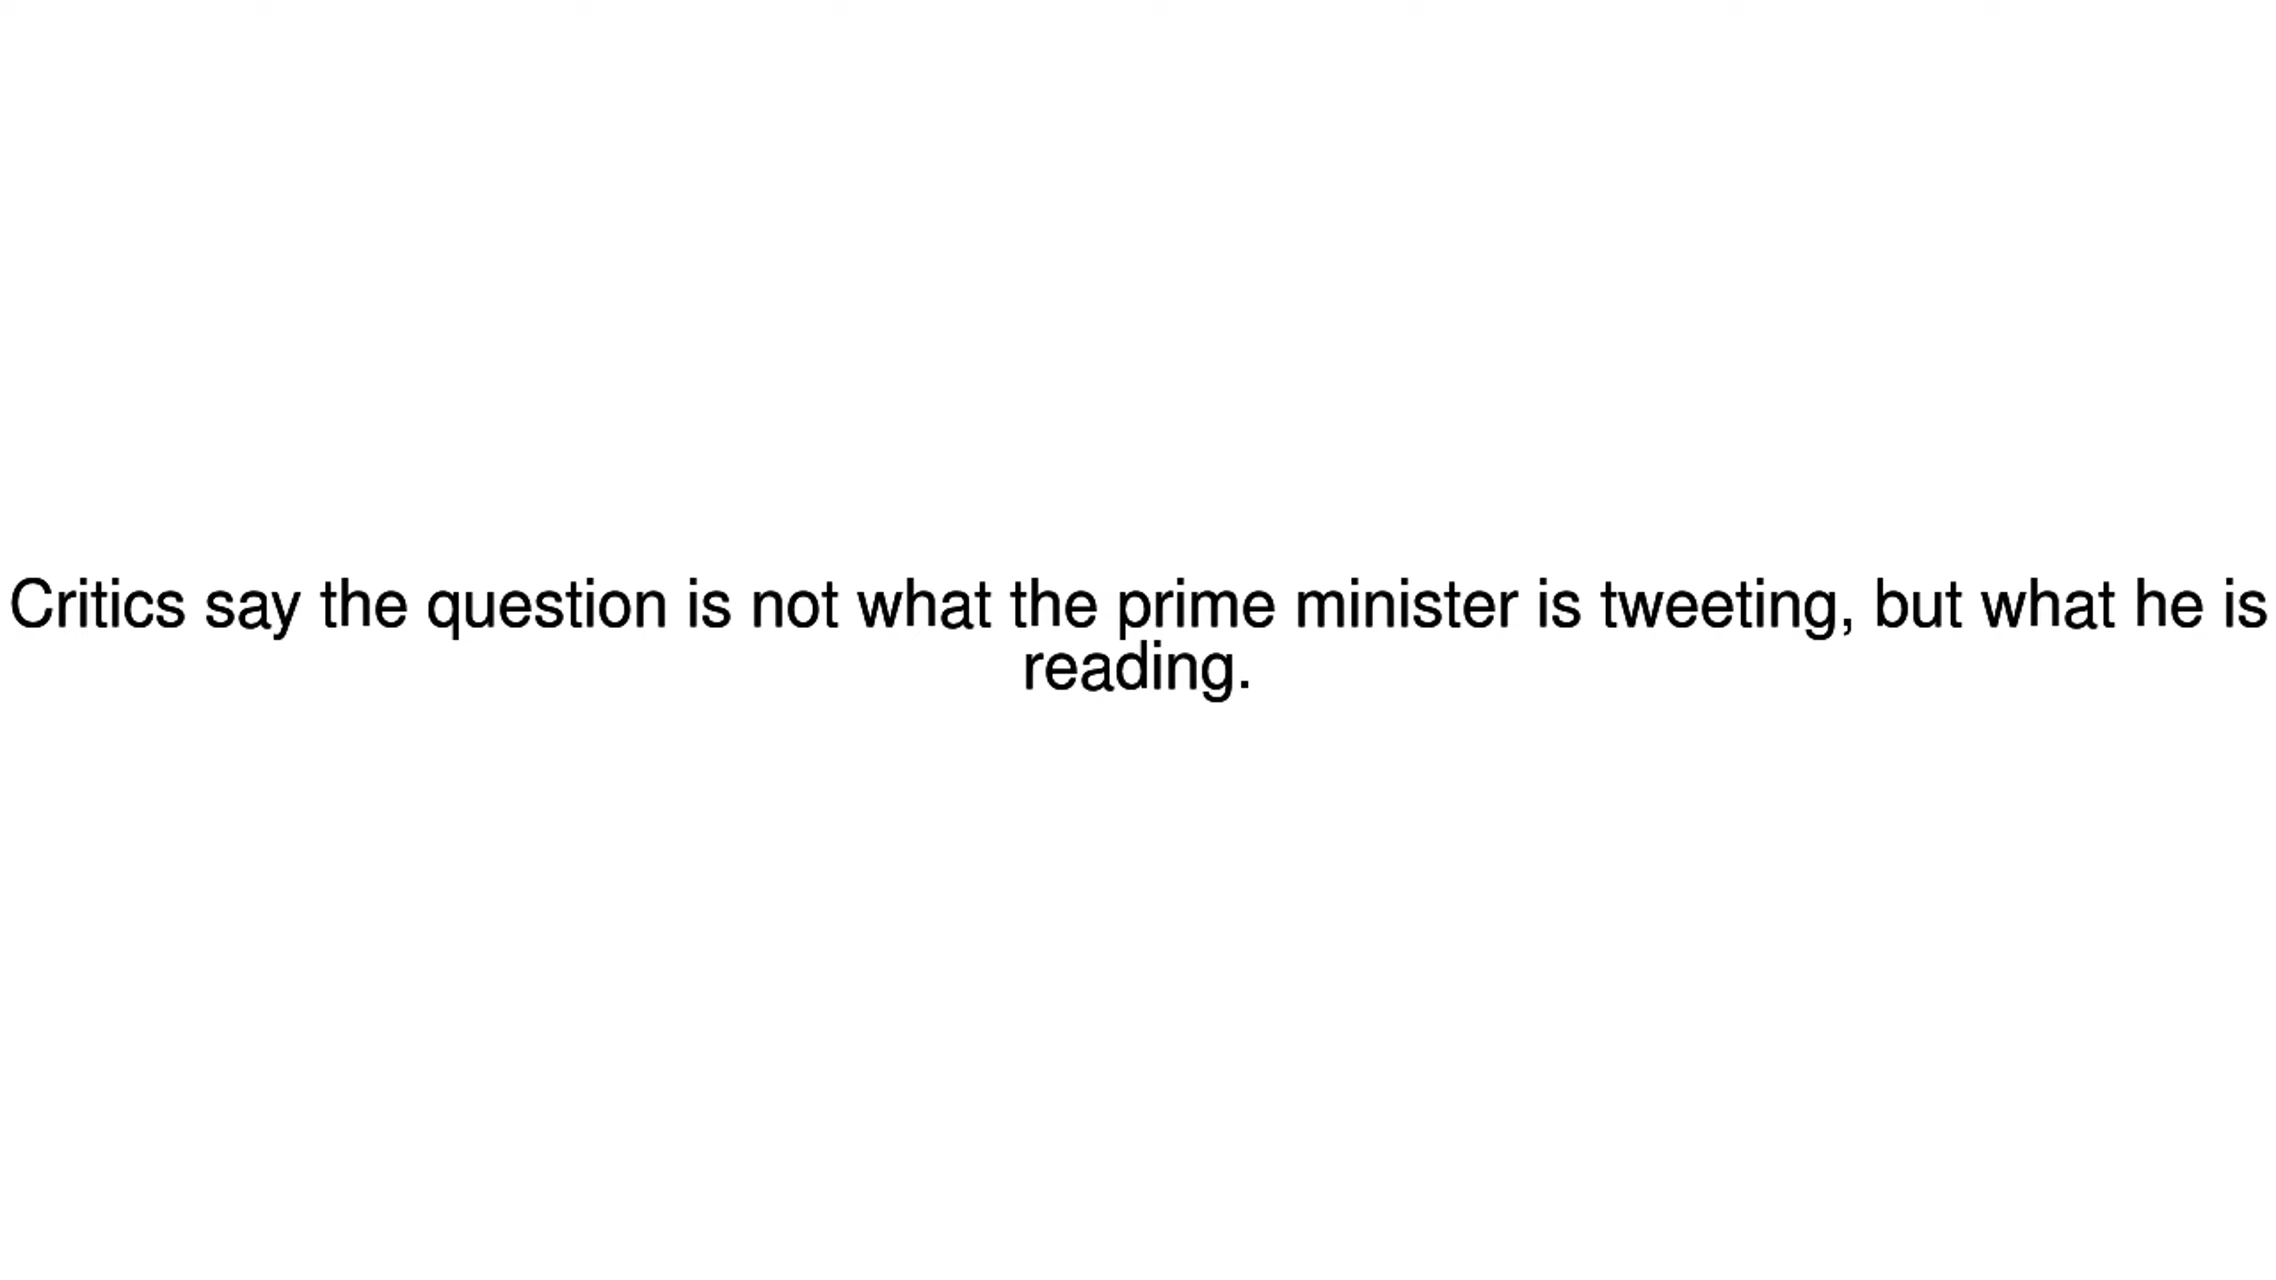 Critics say the question is not what the prime minister is tweeting, but what he is
reading.